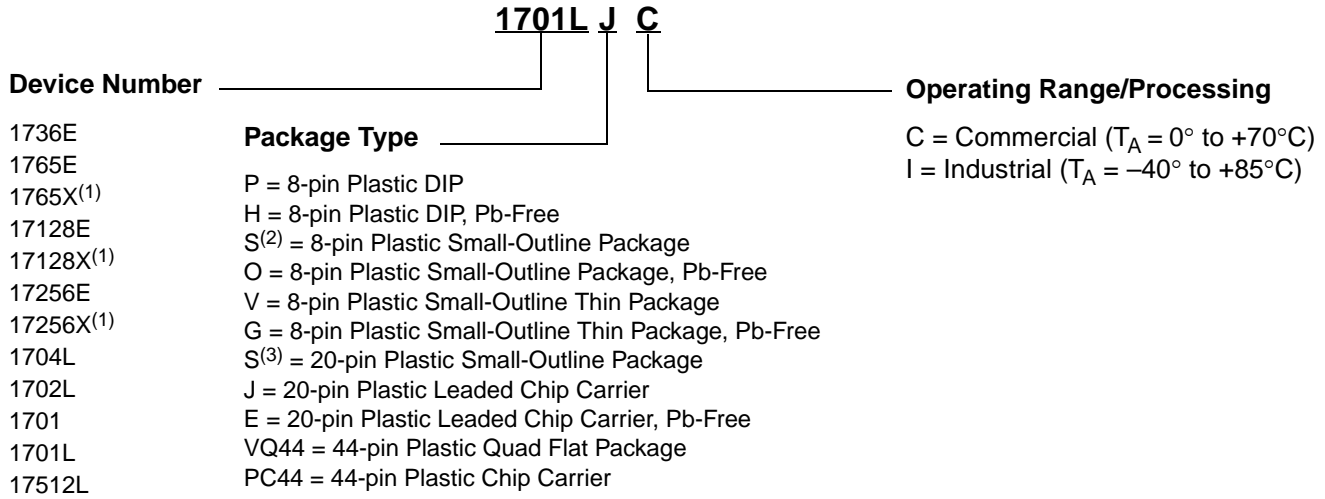 1701L J C
Device Number
1736E
1765E
1765X(1)
17128E
17128X(1)
17256E
17256X(1)
1704L
1702L
1701
1701L
17512L
Package Type
P = 8-pin Plastic DIP
H = 8-pin Plastic DIP, Pb-Free
S(2) = 8-pin Plastic Small-Outline Package
O = 8-pin Plastic Small-Outline Package, Pb-Free
V = 8-pin Plastic Small-Outline Thin Package
G = 8-pin Plastic Small-Outline Thin Package, Pb-Free
S(3) = 20-pin Plastic Small-Outline Package
J = 20-pin Plastic Leaded Chip Carrier
E = 20-pin Plastic Leaded Chip Carrier, Pb-Free
VQ44 = 44-pin Plastic Quad Flat Package
PC44 = 44-pin Plastic Chip Carrier
Operating Range/Processing
C = Commercial (TA = 0° to +70°C)
I = Industrial (TA = –40° to +85°C)